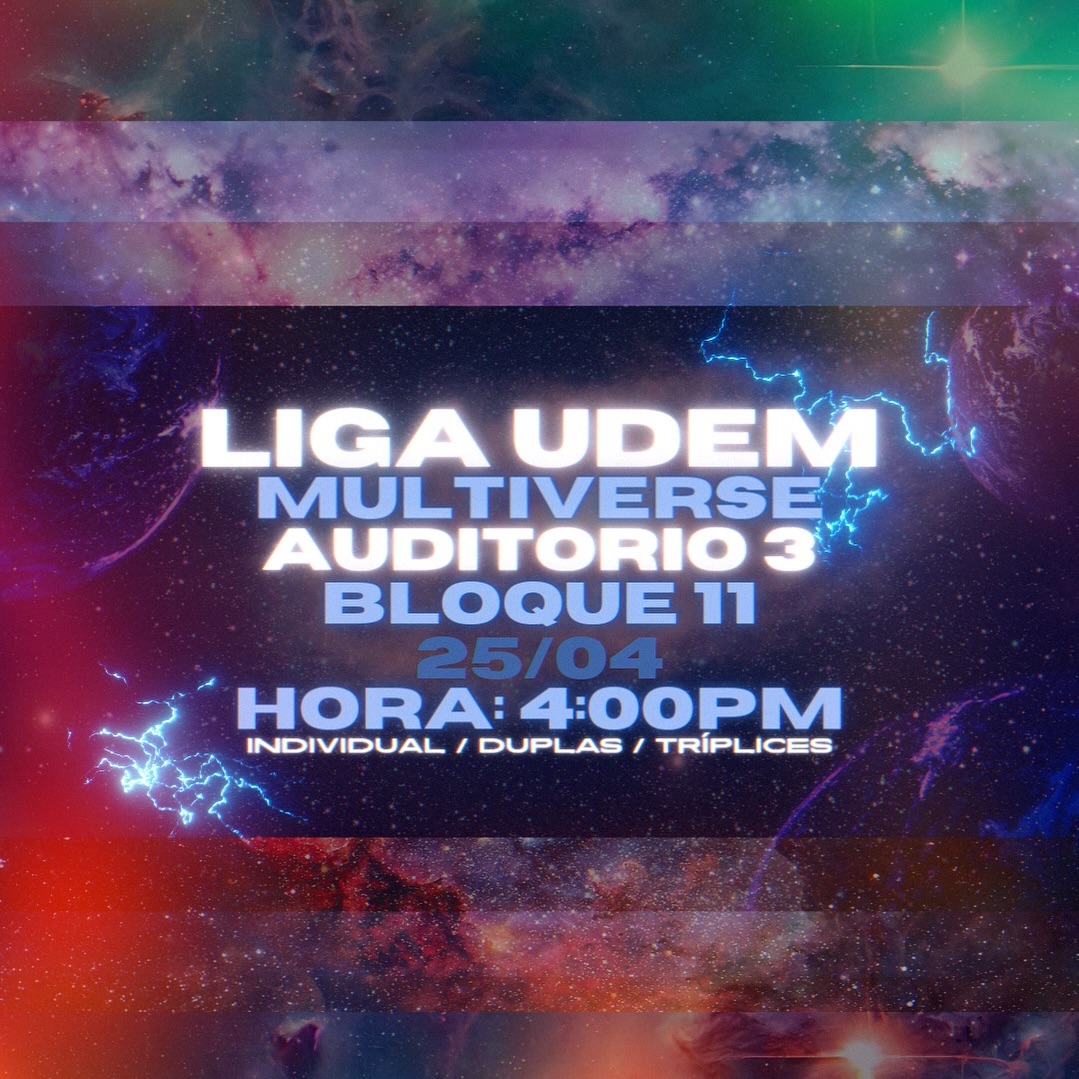 LIGA UDEM
MULTIVERSE
AUDITORIO 3
BLOQUE 11
25/04
HORA: 4:00PM
INDIVIDUAL / DUPLAS / TRÍPLICES